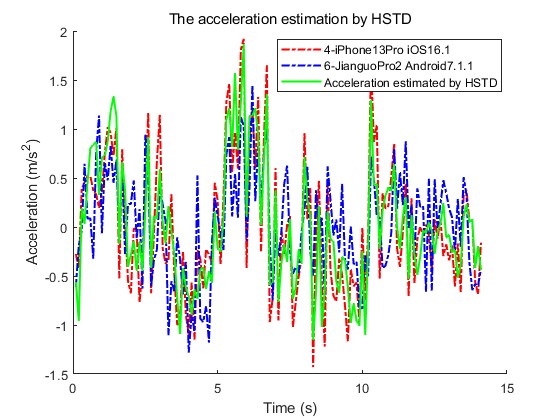 The acceleration estimation by HSTD
2
1.5
1
0.5
0
-0.5
-1
-1.5
Acceleration (m/s²)
4-iPhone13Pro iOS16.1
6-JianguoPro2 Android7.1.1
Acceleration estimated by HSTD
0 5 10 15
Time (s)